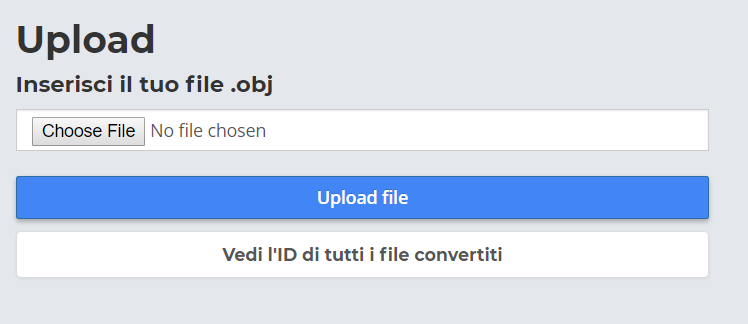 Upload
Inserisci il tuo file .obj
Choose File No file chosen
Upload file
Vedi l'ID di tutti i file convertiti